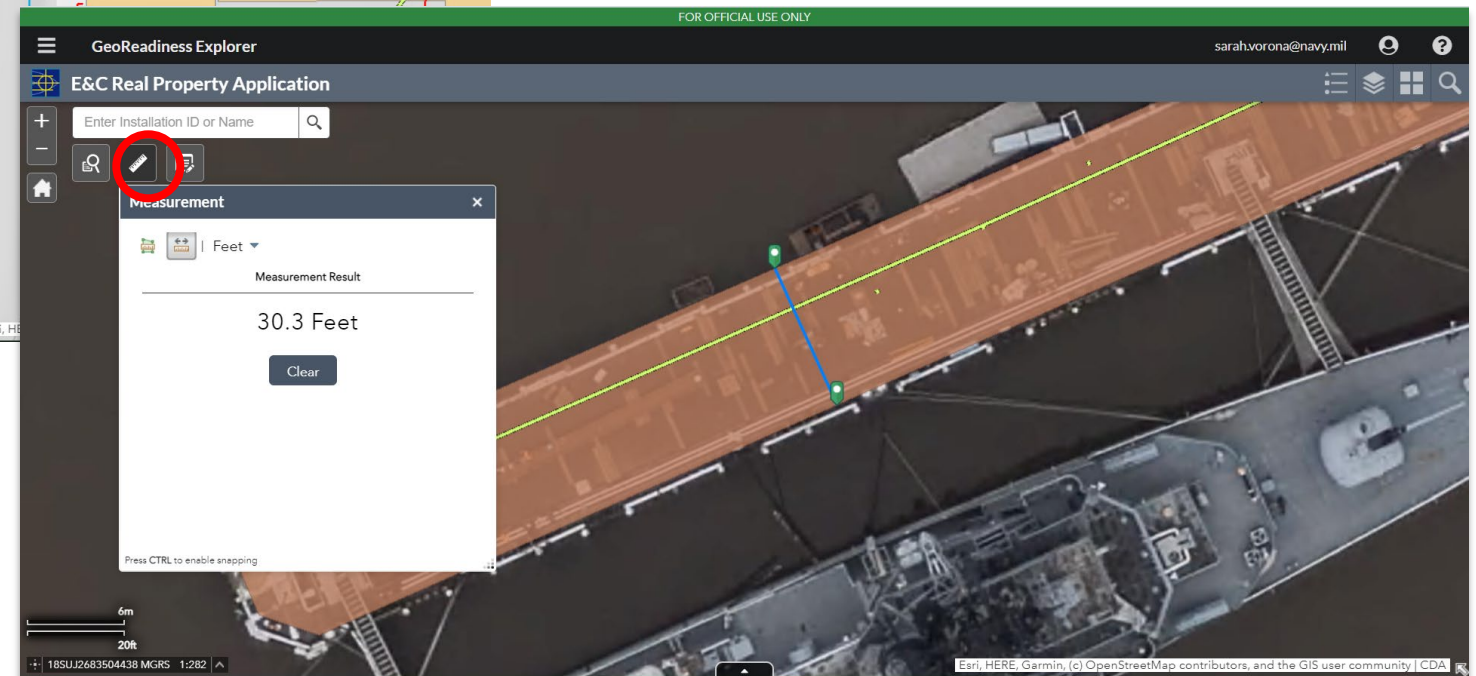 FOR OFFICIAL USE ONLY
GeoReadiness Explorer
sarah.vorona@navy.mil
E&C Real Property Application
Enter Installation ID or Name
Measurement
Feet
Measurement Result
30.3 Feet
Clear
Press CTRL to enable snapping
6m
20ft
18SUJ2683504438 MGRS 1:282
Esri, HERE, Garmin, (c) OpenStreetMap contributors, and the GIS user community | CDA